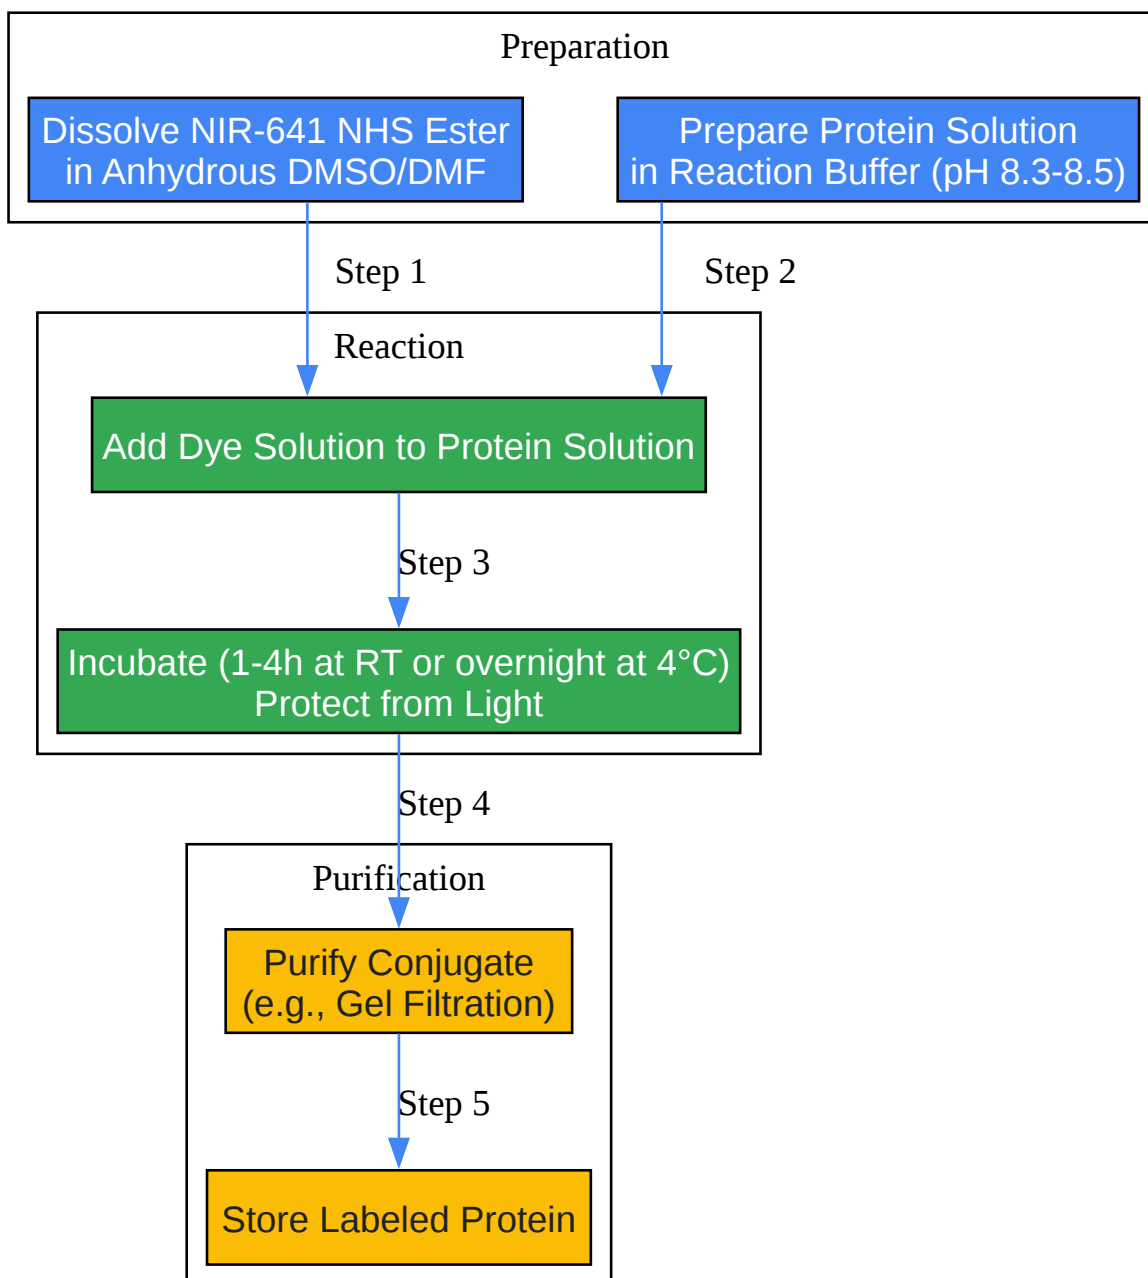 Preparation
Dissolve NIR-641 NHS Ester
in Anhydrous DMSO/DMF
Prepare Protein Solution
in Reaction Buffer (pH 8.3-8.5)
Step 1
Step 2
Reaction
Add Dye Solution to Protein Solution
Step 3
Incubate (1-4h at RT or overnight at 4°C)
Protect from Light
Step 4
Purification
Purify Conjugate
(e.g., Gel Filtration)
Step 5
Store Labeled Protein